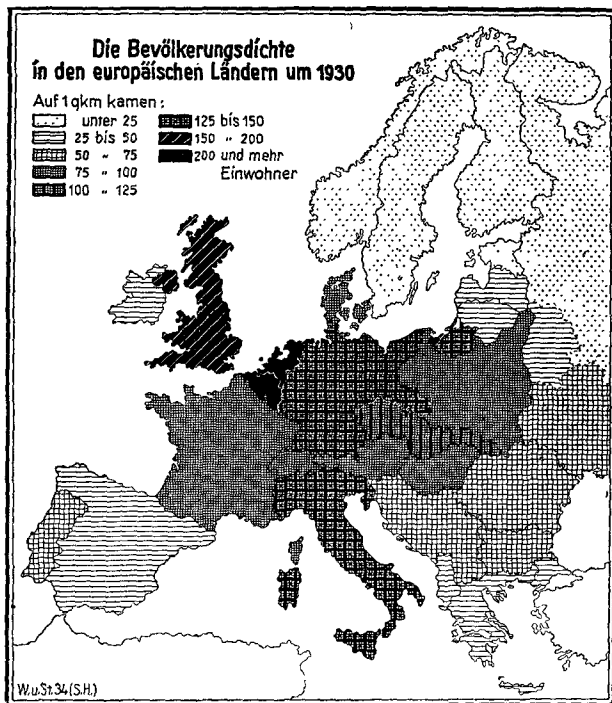 Die Bevölkerungsdichte
in den europäischen Ländern um 1930
Auf 1 qkm kamen:
unter 25
25 bis 50
50 " 75
75 " 100
100 " 125
125 bis 150
150 " 200
200 und mehr
Einwohner
W.u.St.34 (S.H.)